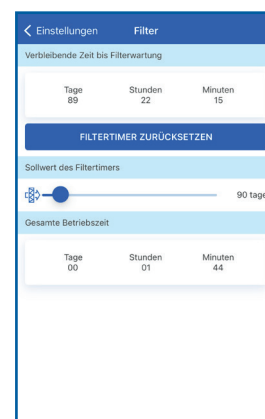 Einstellungen Filter
Verbleibende Zeit bis Filterwartung
Tage Stunden Minuten
89 22 15
FILTERTIMER ZURÜCKSETZEN
Sollwert des Filtertimers
90 tage
Gesamte Betriebszeit
Tage Stunden Minuten
00 01 44